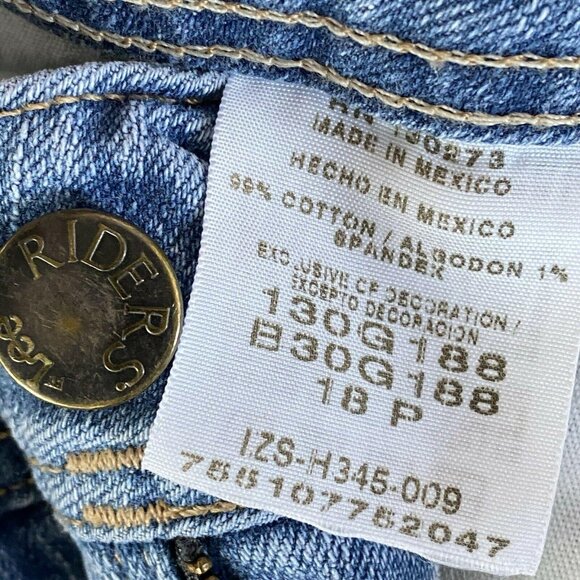 RIDERS
LEE
RN 130273
MADE IN MEXICO
HECHO EN MEXICO
99% COTTON / ALGODON 1%
SPANDEX
EXCLUSIVE OF DECORATION /
EXCEPTO DECORACION
130G188
B30G188
18 P
IZS-H345-009
755107752047